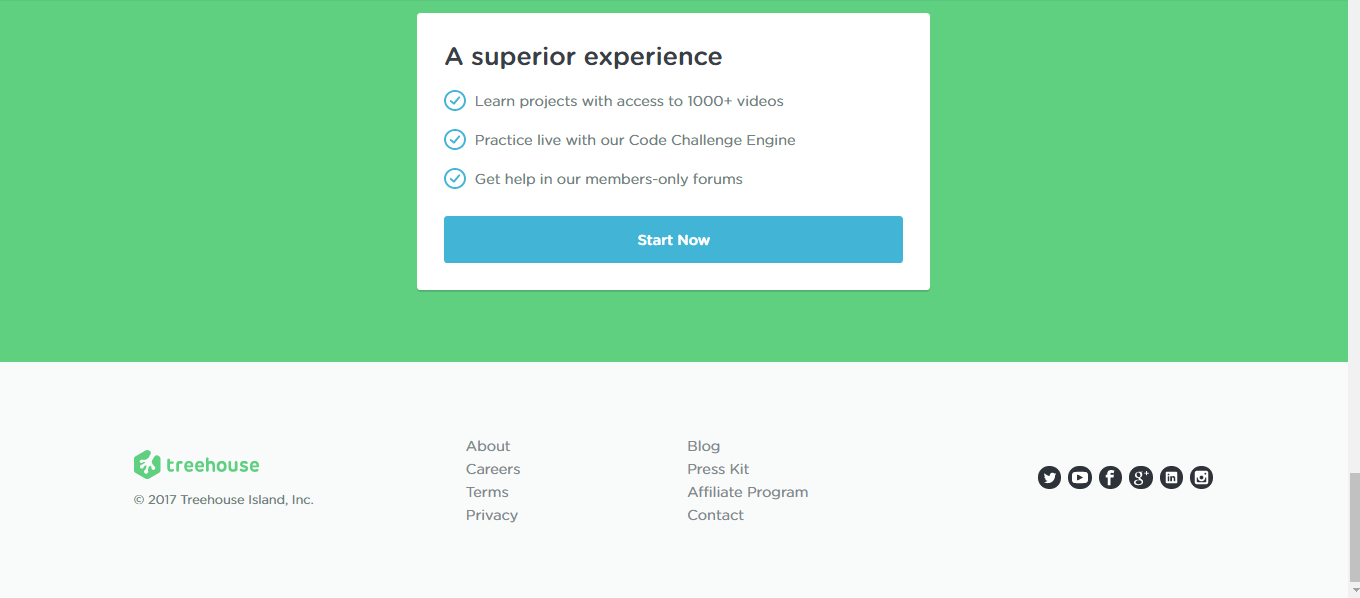 A superior experience
Learn projects with access to 1000+ videos
Practice live with our Code Challenge Engine
Get help in our members-only forums
Start Now
treehouse
© 2017 Treehouse Island, Inc.
About
Careers
Terms
Privacy
Blog
Press Kit
Affiliate Program
Contact